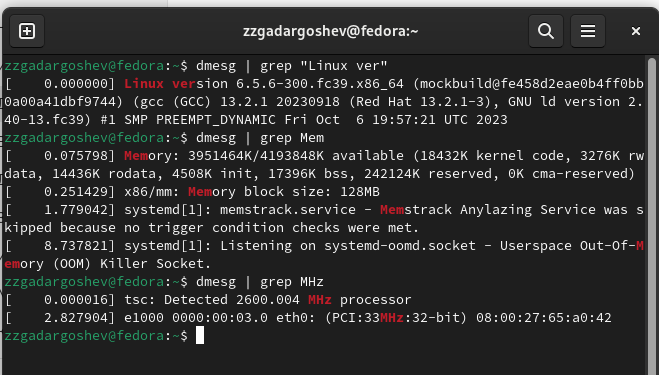 zzgadargoshev@fedora:~
zzgadargoshev@fedora:~$ dmesg | grep "Linux ver"
[    0.000000] Linux version 6.5.6-300.fc39.x86_64 (mockbuild@fe458d2eae0b4ff0bb
0a00a41dbf9744) (gcc (GCC) 13.2.1 20230918 (Red Hat 13.2.1-3), GNU ld version 2.
40-13.fc39) #1 SMP PREEMPT_DYNAMIC Fri Oct  6 19:57:21 UTC 2023
zzgadargoshev@fedora:~$ dmesg | grep Mem
[    0.075798] Memory: 3951464K/4193848K available (18432K kernel code, 3276K rw
data, 14436K rodata, 4508K init, 17396K bss, 242124K reserved, 0K cma-reserved)
[    0.251429] x86/mm: Memory block size: 128MB
[    1.779042] systemd[1]: memstrack.service - Memstrack Anylazing Service was s
kipped because no trigger condition checks were met.
[    8.737821] systemd[1]: Listening on systemd-oomd.socket - Userspace Out-Of-M
emory (OOM) Killer Socket.
zzgadargoshev@fedora:~$ dmesg | grep MHz
[    0.000016] tsc: Detected 2600.004 MHz processor
[    2.827904] e1000 0000:00:03.0 eth0: (PCI:33MHz:32-bit) 08:00:27:65:a0:42
zzgadargoshev@fedora:~$